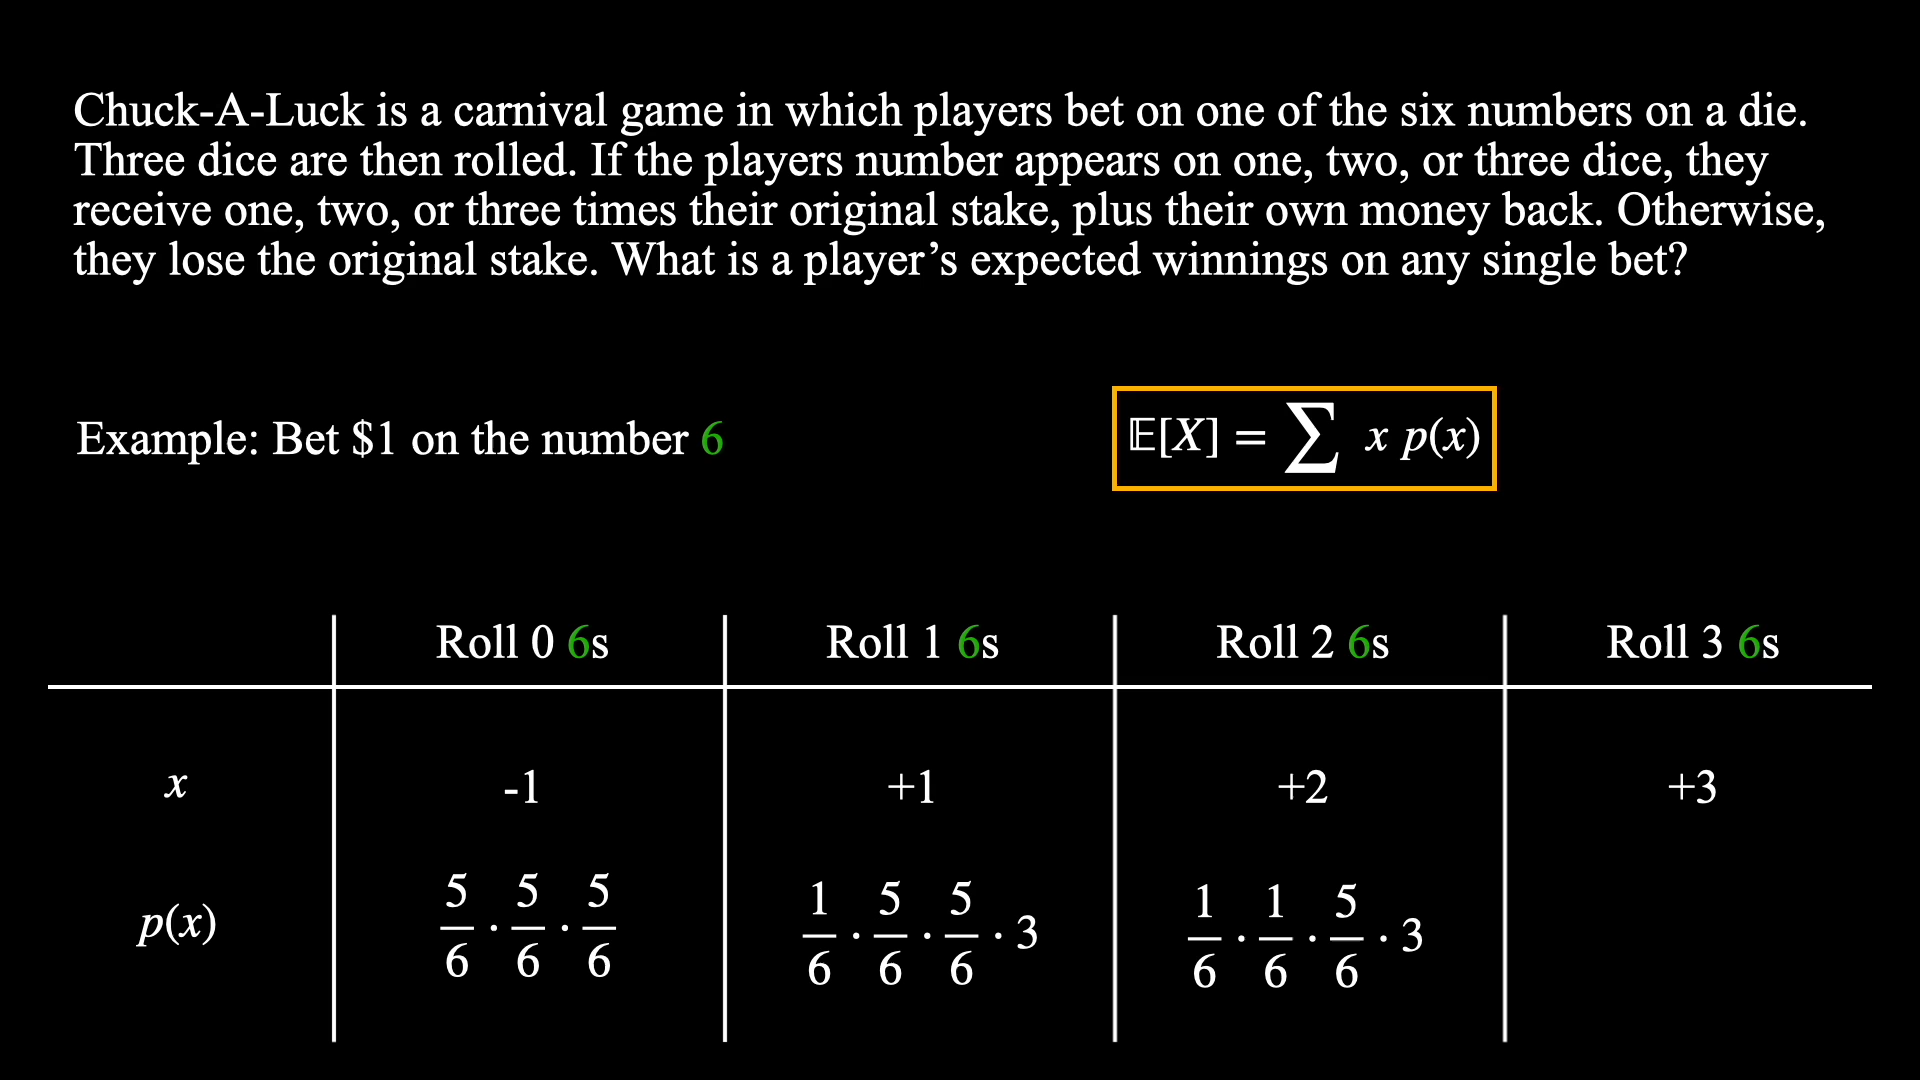 Chuck-A-Luck is a carnival game in which players bet on one of the six numbers on a die.
Three dice are then rolled. If the players number appears on one, two, or three dice, they
receive one, two, or three times their original stake, plus their own money back. Otherwise,
they lose the original stake. What is a player’s expected winnings on any single bet?
Example: Bet $1 on the number 6
𝔼[X] = ∑ x p(x)
Roll 0 6s Roll 1 6s Roll 2 6s Roll 3 6s
x -1 +1 +2 +3
p(x) 5/6 · 5/6 · 5/6 1/6 · 5/6 · 5/6 · 3 1/6 · 1/6 · 5/6 · 3